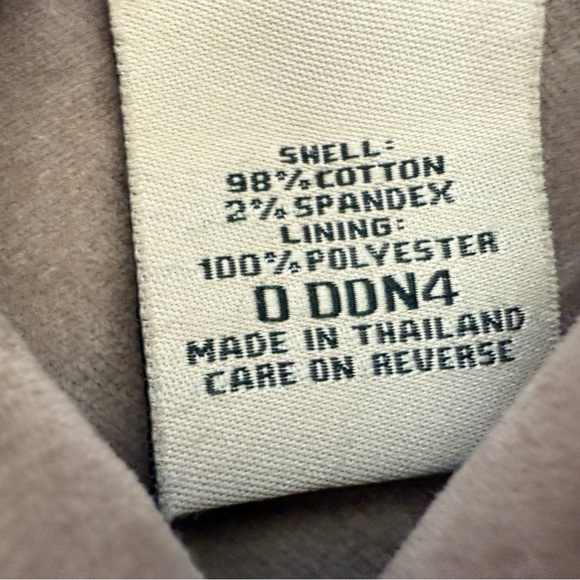 SHELL:
98% COTTON
2% SPANDEX
LINING:
100% POLYESTER
0 DDN4
MADE IN THAILAND
CARE ON REVERSE